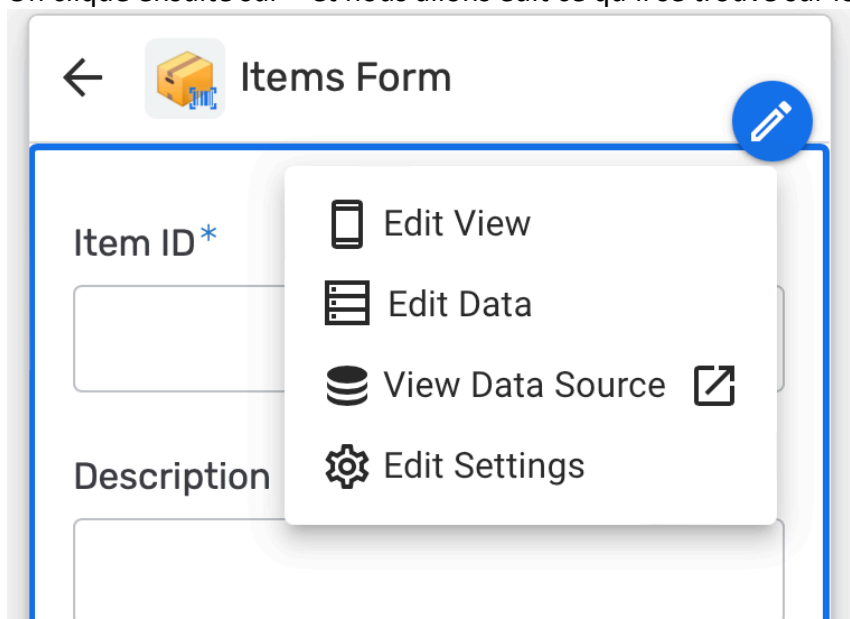 Items Form
Item ID*
Edit View
Edit Data
View Data Source
Description
Edit Settings